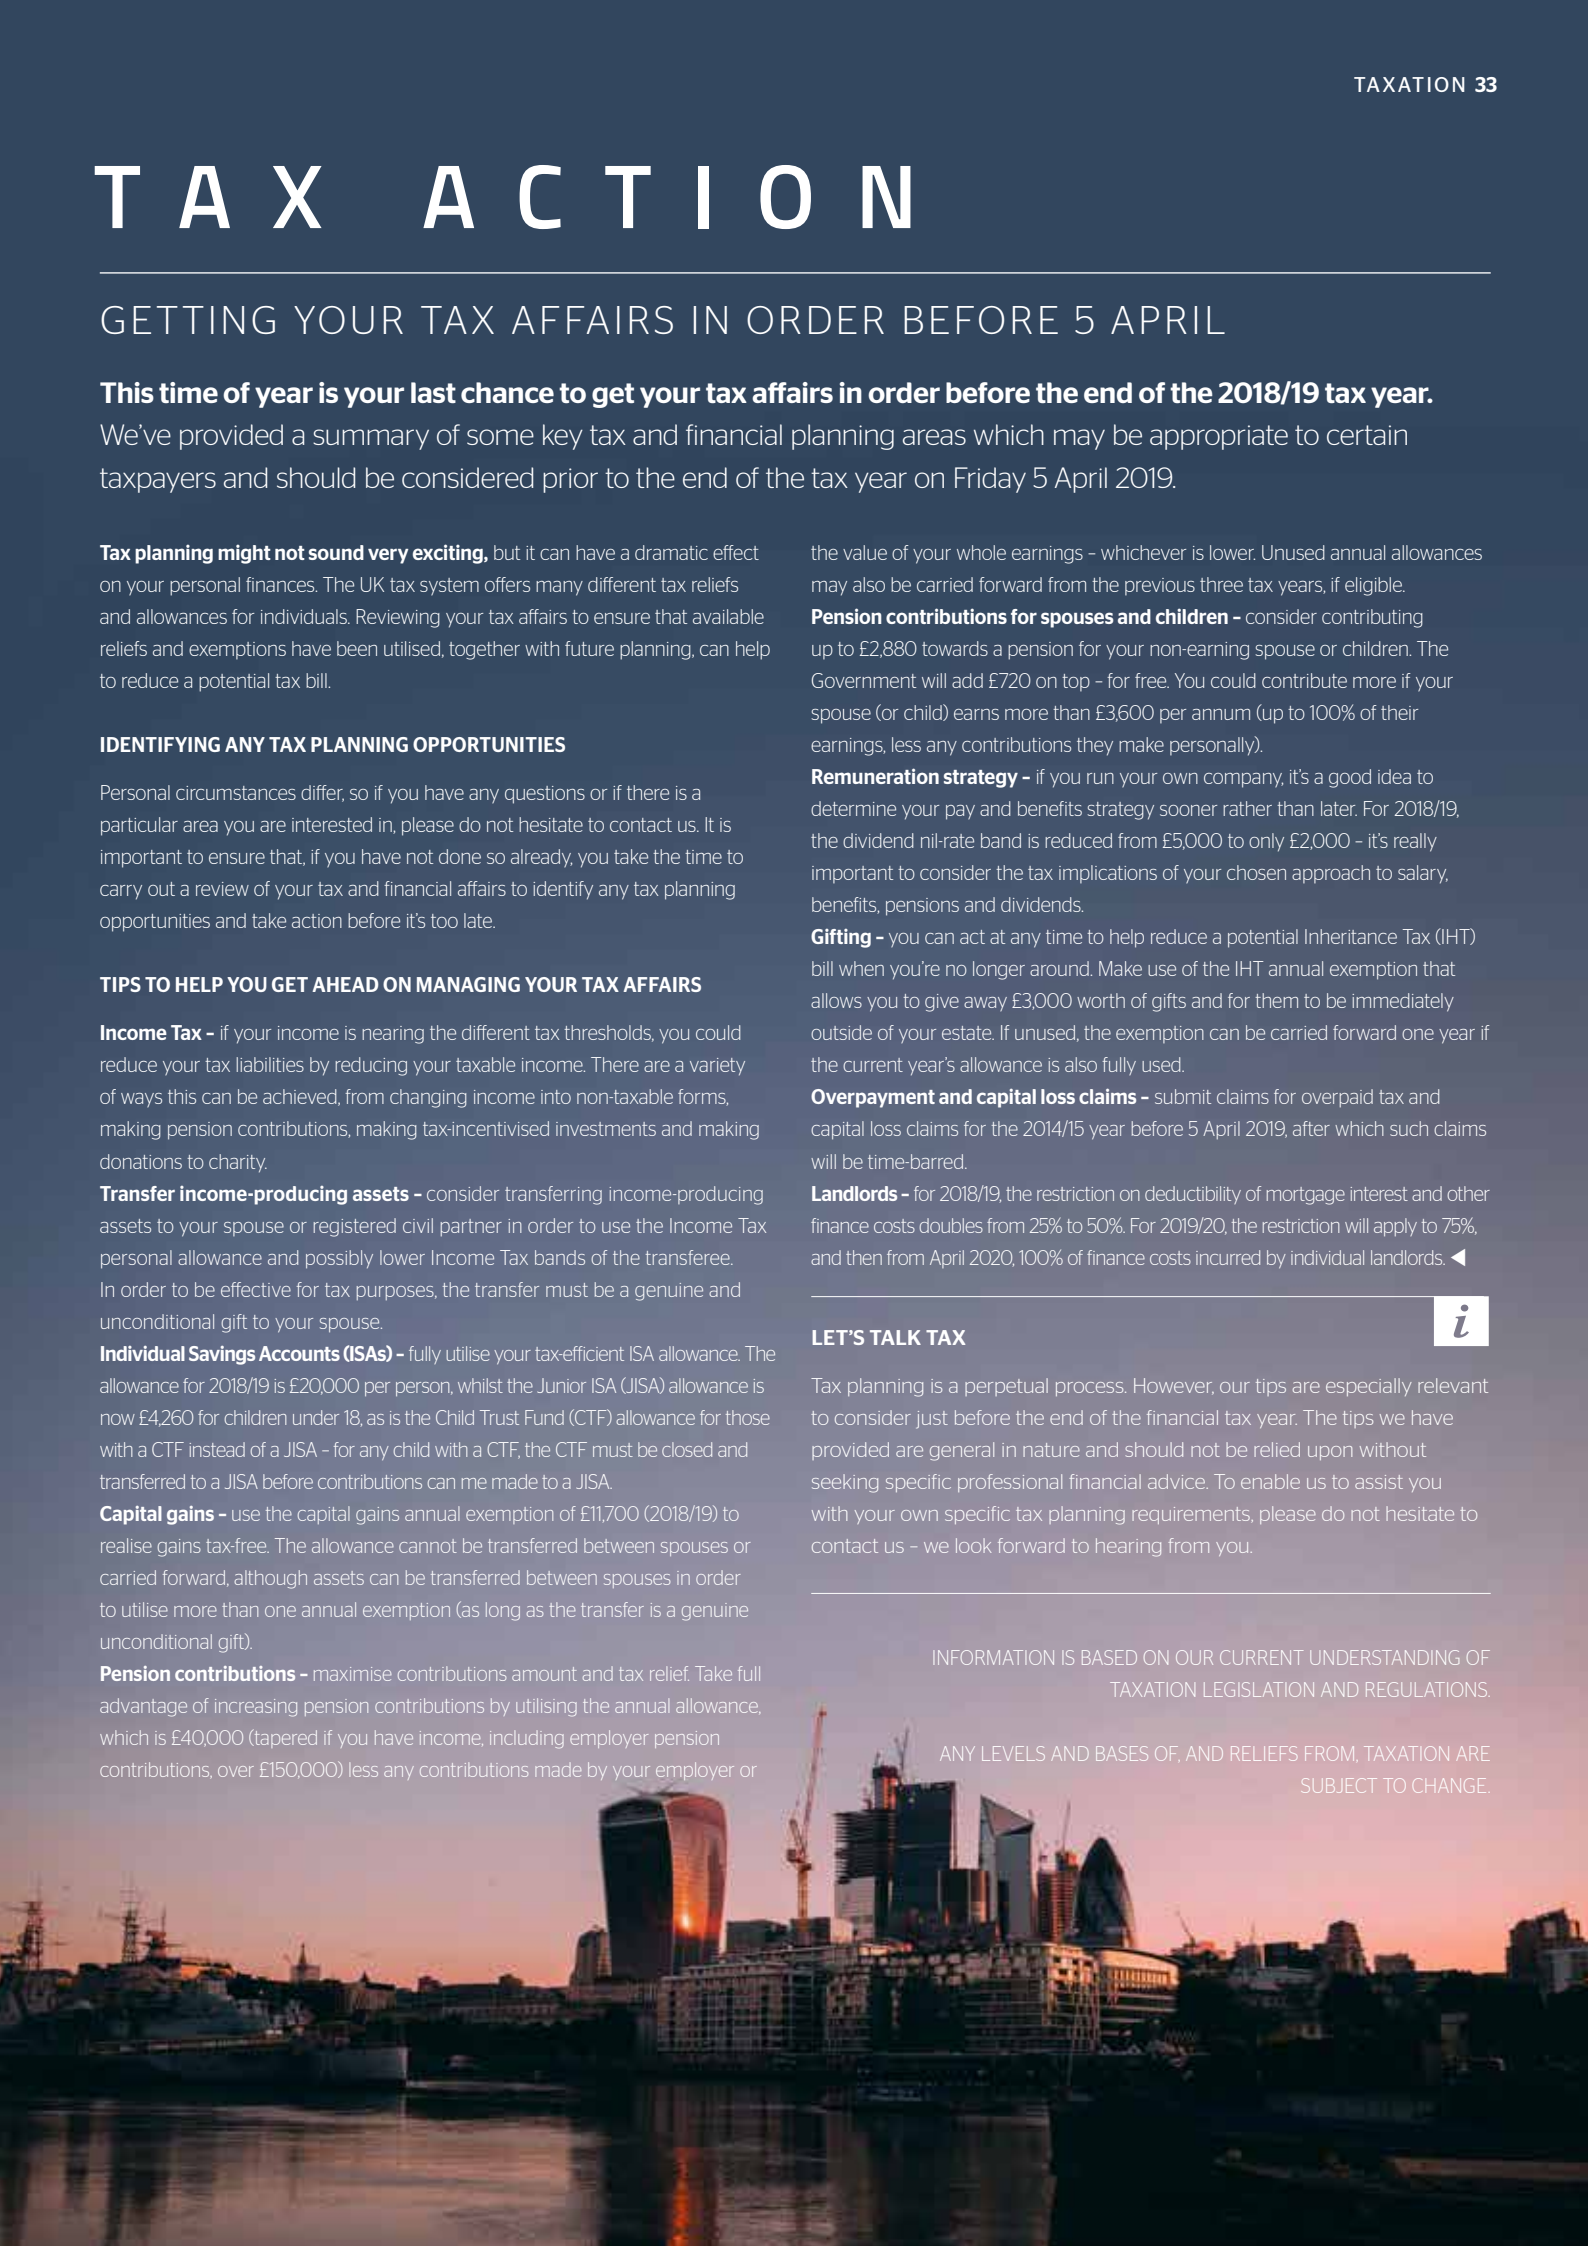 TAXATION 33
TAX ACTION
GETTING YOUR TAX AFFAIRS IN ORDER BEFORE 5 APRIL
This time of year is your last chance to get your tax affairs in order before the end of the 2018/19 tax year.
We've provided a summary of some key tax and financial planning areas which may be appropriate to certain
taxpayers and should be considered prior to the end of the tax year on Friday 5 April 2019.
Tax planning might not sound very exciting, but it can have a dramatic effect
on your personal finances. The UK tax system offers many different tax reliefs
and allowances for individuals. Reviewing your tax affairs to ensure that available
reliefs and exemptions have been utilised, together with future planning, can help
to reduce a potential tax bill.
IDENTIFYING ANY TAX PLANNING OPPORTUNITIES
Personal circumstances differ, so if you have any questions or if there is a
particular area you are interested in, please do not hesitate to contact us. It is
important to ensure that, if you have not done so already, you take the time to
carry out a review of your tax and financial affairs to identify any tax planning
opportunities and take action before it's too late.
TIPS TO HELP YOU GET AHEAD ON MANAGING YOUR TAX AFFAIRS
Income Tax – if your income is nearing the different tax thresholds, you could
reduce your tax liabilities by reducing your taxable income. There are a variety
of ways this can be achieved, from changing income into non-taxable forms,
making pension contributions, making tax-incentivised investments and making
donations to charity.
Transfer income-producing assets – consider transferring income-producing
assets to your spouse or registered civil partner in order to use the Income Tax
personal allowance and possibly lower Income Tax bands of the transferee.
In order to be effective for tax purposes, the transfer must be a genuine and
unconditional gift to your spouse.
Individual Savings Accounts (ISAs) – fully utilise your tax-efficient ISA allowance. The
allowance for 2018/19 is £20,000 per person, whilst the Junior ISA (JISA) allowance is
now £4,260 for children under 18, as is the Child Trust Fund (CTF) allowance for those
with a CTF instead of a JISA – for any child with a CTF, the CTF must be closed and
transferred to a JISA before contributions can me made to a JISA.
Capital gains – use the capital gains annual exemption of £11,700 (2018/19) to
realise gains tax-free. The allowance cannot be transferred between spouses or
carried forward, although assets can be transferred between spouses in order
to utilise more than one annual exemption (as long as the transfer is a genuine
unconditional gift).
Pension contributions – maximise contributions amount and tax relief. Take full
advantage of increasing pension contributions by utilising the annual allowance,
which is £40,000 (tapered if you have income, including employer pension
contributions, over £150,000) less any contributions made by your employer or
the value of your whole earnings – whichever is lower. Unused annual allowances
may also be carried forward from the previous three tax years, if eligible.
Pension contributions for spouses and children – consider contributing
up to £2,880 towards a pension for your non-earning spouse or children. The
Government will add £720 on top – for free. You could contribute more if your
spouse (or child) earns more than £3,600 per annum (up to 100% of their
earnings, less any contributions they make personally).
Remuneration strategy – if you run your own company, it's a good idea to
determine your pay and benefits strategy sooner rather than later. For 2018/19,
the dividend nil-rate band is reduced from £5,000 to only £2,000 – it's really
important to consider the tax implications of your chosen approach to salary,
benefits, pensions and dividends.
Gifting – you can act at any time to help reduce a potential Inheritance Tax (IHT)
bill when you're no longer around. Make use of the IHT annual exemption that
allows you to give away £3,000 worth of gifts and for them to be immediately
outside of your estate. If unused, the exemption can be carried forward one year if
the current year's allowance is also fully used.
Overpayment and capital loss claims – submit claims for overpaid tax and
capital loss claims for the 2014/15 year before 5 April 2019, after which such claims
will be time-barred.
Landlords – for 2018/19, the restriction on deductibility of mortgage interest and other
finance costs doubles from 25% to 50%. For 2019/20, the restriction will apply to 75%,
and then from April 2020, 100% of finance costs incurred by individual landlords. ◀
i
LET'S TALK TAX
Tax planning is a perpetual process. However, our tips are especially relevant
to consider just before the end of the financial tax year. The tips we have
provided are general in nature and should not be relied upon without
seeking specific professional financial advice. To enable us to assist you
with your own specific tax planning requirements, please do not hesitate to
contact us – we look forward to hearing from you.
INFORMATION IS BASED ON OUR CURRENT UNDERSTANDING OF
TAXATION LEGISLATION AND REGULATIONS.
ANY LEVELS AND BASES OF, AND RELIEFS FROM, TAXATION ARE
SUBJECT TO CHANGE.